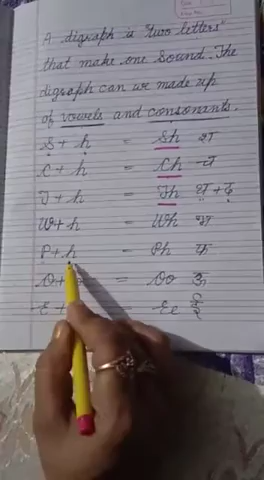 A digraph is "two letters"
that make one sound. The
digraph can we made up
of vowels and consonants.
S + h = Sh श
C + h = Ch च
T + h = Th थ + द
W + h = Wh व्ह
P + h = Ph फ
O + = Oo ऊ
E + = Ee ई